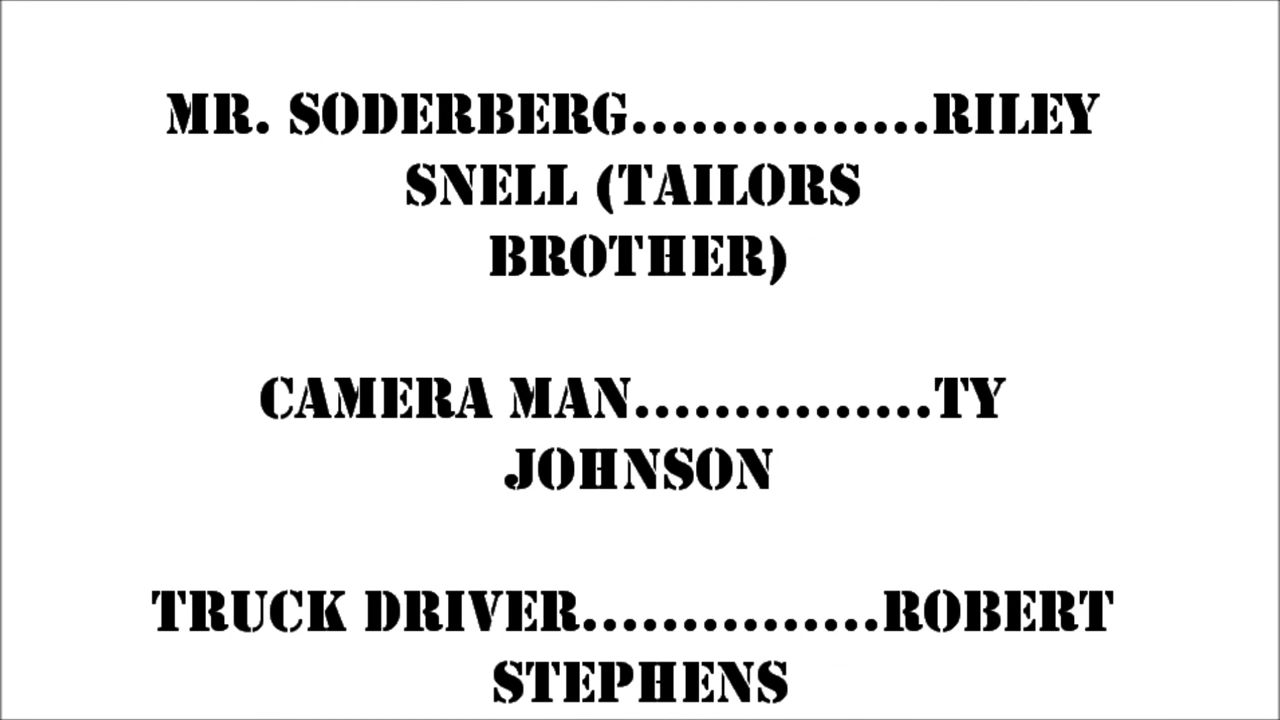 MR. SODERBERG...............RILEY
SNELL (TAILORS
BROTHER)
CAMERA MAN...............TY
JOHNSON
TRUCK DRIVER...............ROBERT
STEPHENS